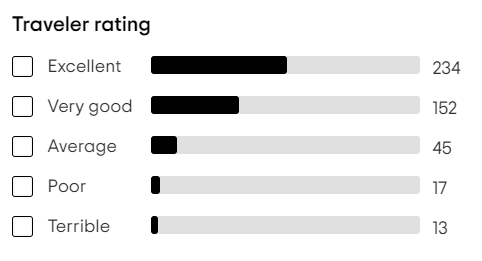 Traveler rating
Excellent 234
Very good 152
Average 45
Poor 17
Terrible 13